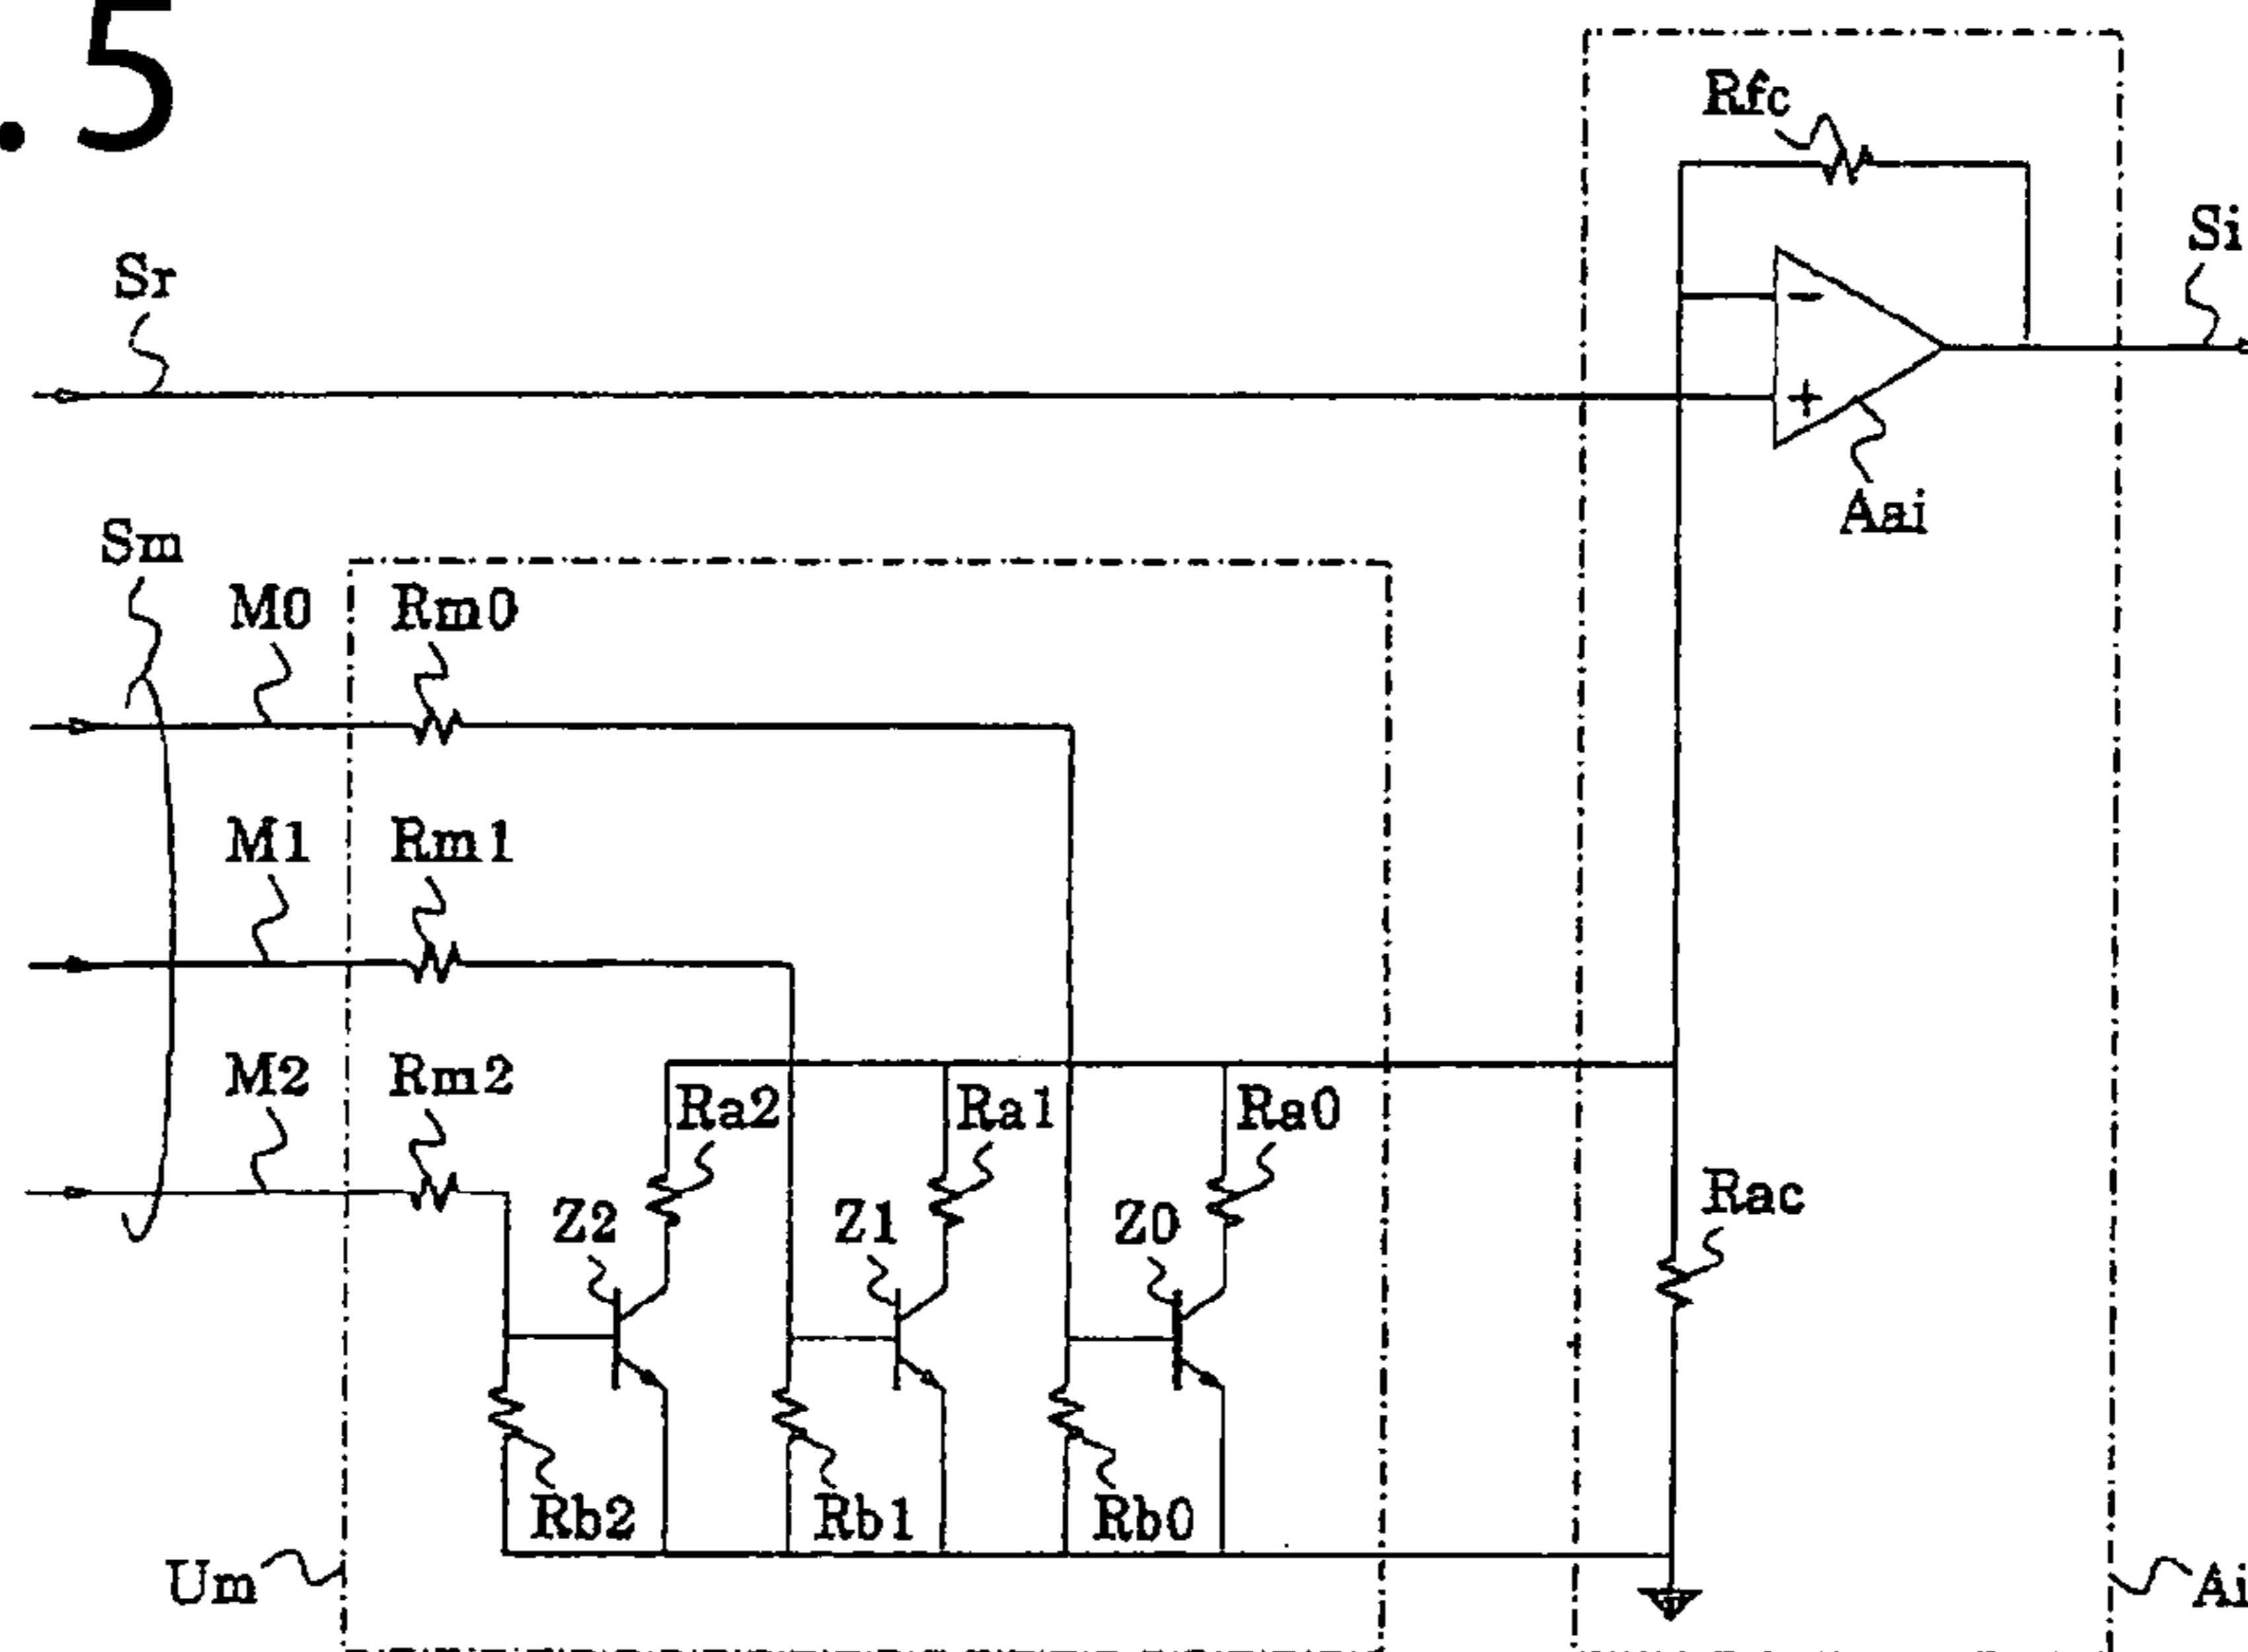 .5
Rfc
Sr
Si
-
+
Aai
Sm
M0
Rm0
M1
Rm1
M2
Rm2
Ra2
Ra1
Ra0
Z2
Z1
Z0
Rac
Rb2
Rb1
Rb0
Um
Ai